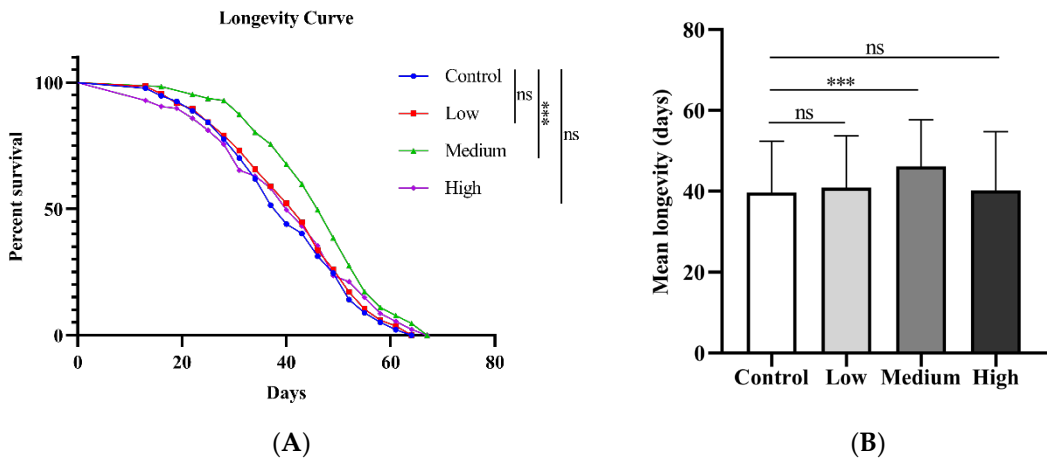 Longevity Curve
Percent survival
100
50
0
0 20 40 60 80
Days
Control
Low
Medium
High
ns
***
ns
(A)
Mean longevity (days)
80
60
40
20
0
ns
***
ns
Control Low Medium High
(B)